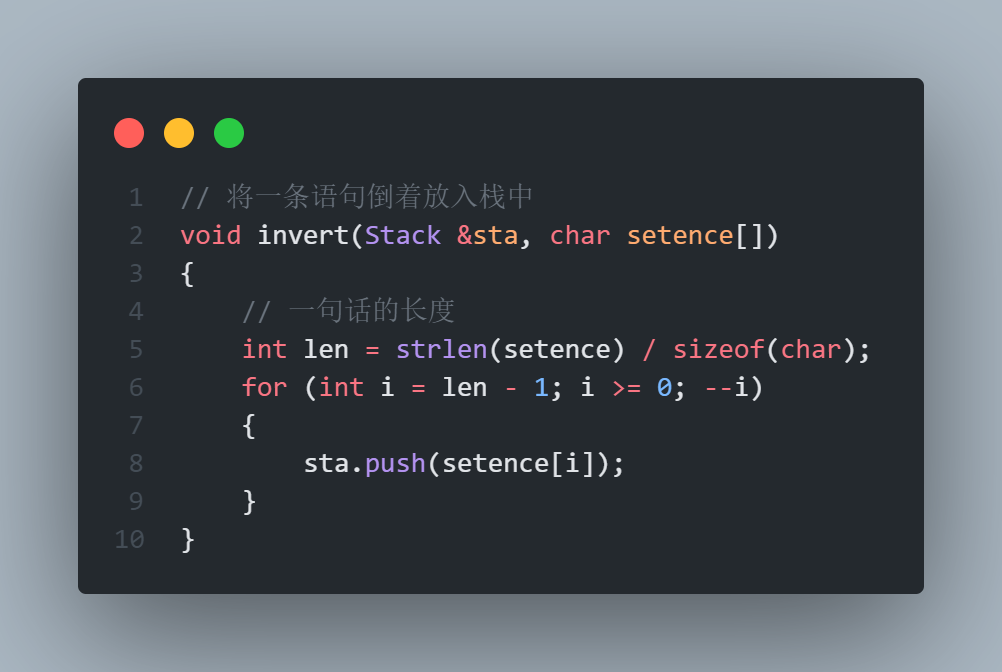 1 // 将一条语句倒着放入栈中
2 void invert(Stack &sta, char setence[])
3 {
4     // 一句话的长度
5     int len = strlen(setence) / sizeof(char);
6     for (int i = len - 1; i >= 0; --i)
7     {
8         sta.push(setence[i]);
9     }
10 }